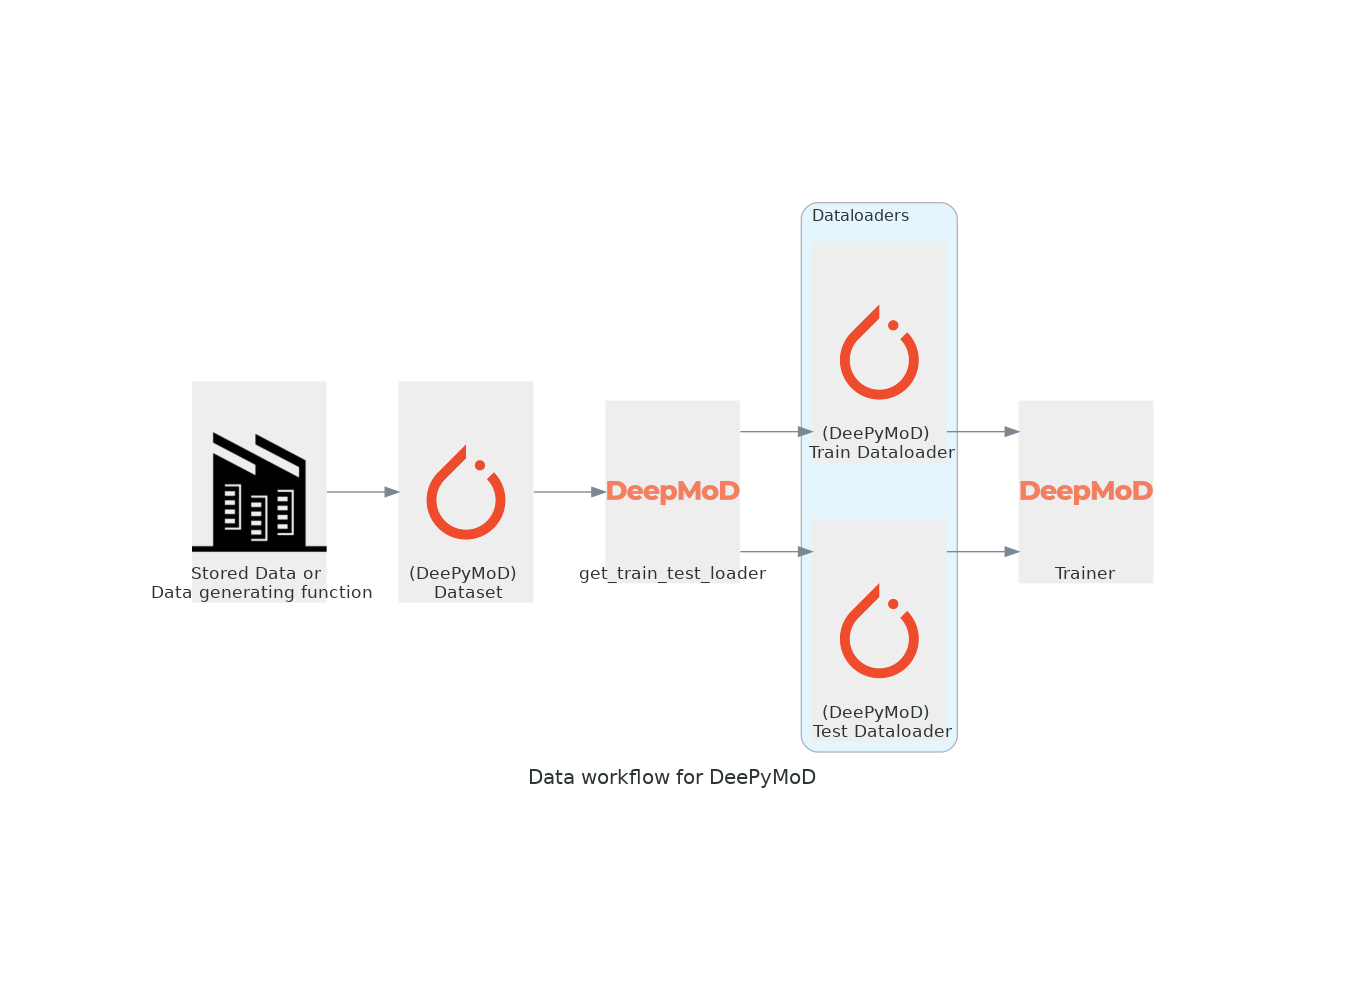 Dataloaders
(DeePyMoD)
Train Dataloader
DeepMoD
DeepMoD
Stored Data or
Data generating function
(DeePyMoD)
Dataset
get_train_test_loader
Trainer
(DeePyMoD)
Test Dataloader
Data workflow for DeePyMoD